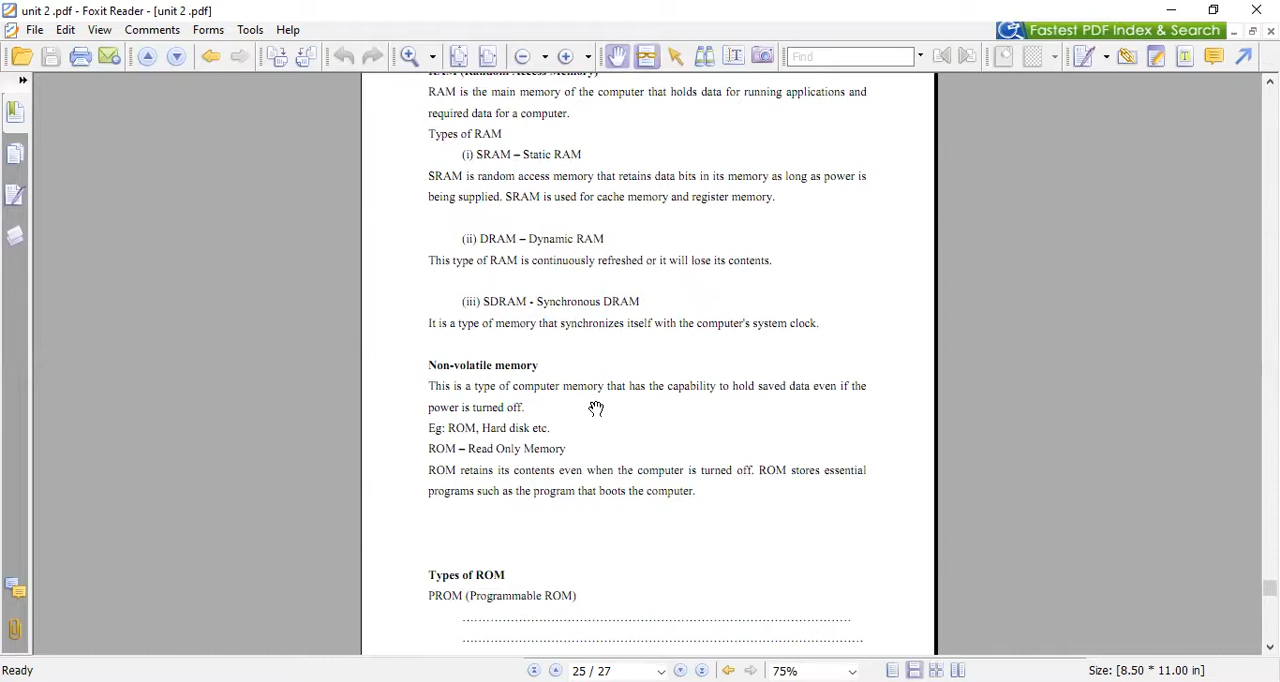 unit 2 .pdf - Foxit Reader - [unit 2 .pdf]
File Edit View Comments Forms Tools Help
Fastest PDF Index & Search
Find
RAM (Random Access Memory)
RAM is the main memory of the computer that holds data for running applications and
required data for a computer.
Types of RAM
(i) SRAM – Static RAM
SRAM is random access memory that retains data bits in its memory as long as power is
being supplied. SRAM is used for cache memory and register memory.
(ii) DRAM – Dynamic RAM
This type of RAM is continuously refreshed or it will lose its contents.
(iii) SDRAM - Synchronous DRAM
It is a type of memory that synchronizes itself with the computer's system clock.
Non-volatile memory
This is a type of computer memory that has the capability to hold saved data even if the
power is turned off.
Eg: ROM, Hard disk etc.
ROM – Read Only Memory
ROM retains its contents even when the computer is turned off. ROM stores essential
programs such as the program that boots the computer.
Types of ROM
PROM (Programmable ROM)
Ready
25 / 27
75%
Size: [8.50 * 11.00 in]